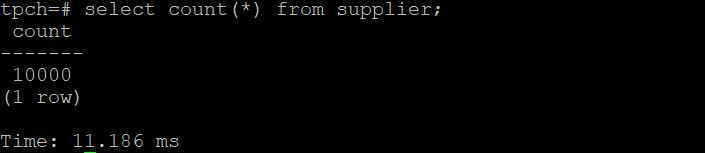 tpch=# select count(*) from supplier;
count
-------
10000
(1 row)
Time: 11.186 ms